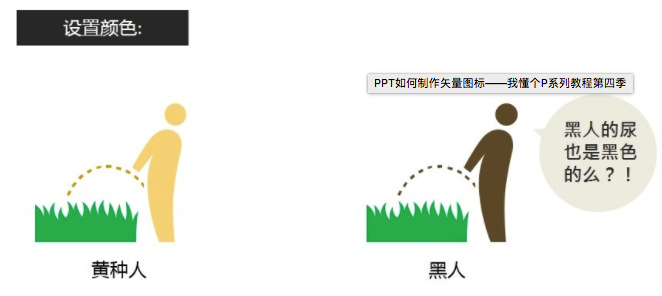 设置颜色:
PPT如何制作矢量图标——我懂个P系列教程第四季
黑人的尿
也是黑色
的么？！
黄种人
黑人